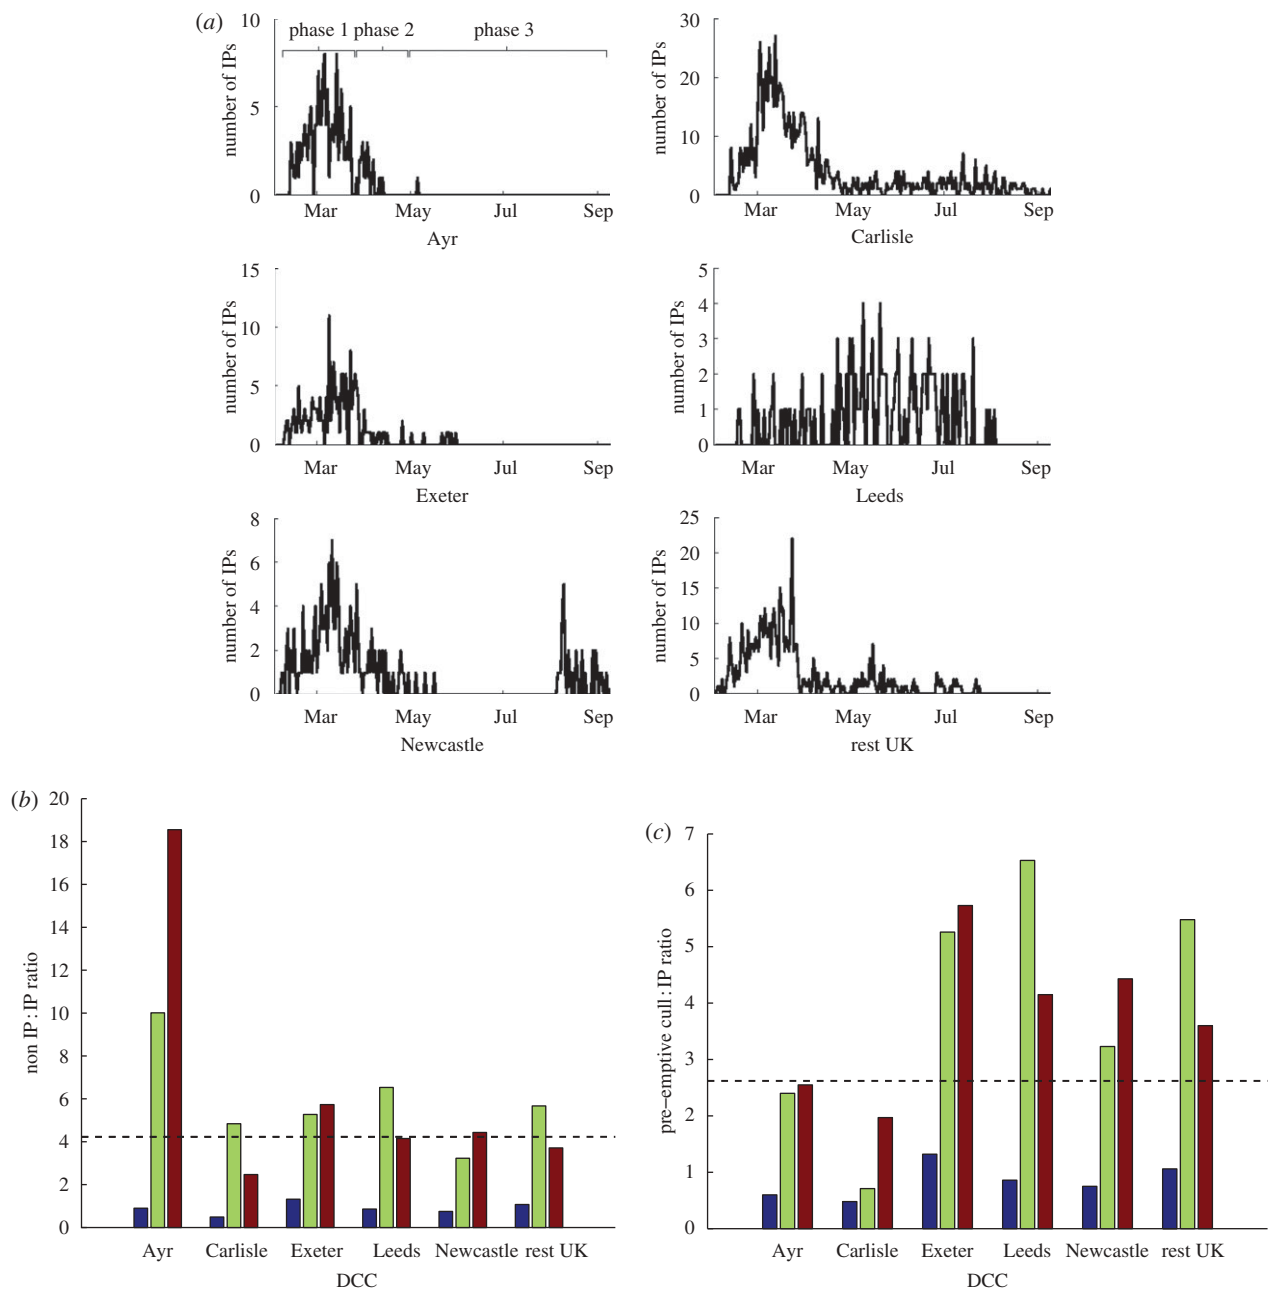 (a)
phase 1 phase 2 phase 3
number of IPs
10
5
0
Mar May Jul Sep
Ayr
number of IPs
30
20
10
0
Mar May Jul Sep
Carlisle
number of IPs
15
10
5
0
Mar May Jul Sep
Exeter
number of IPs
5
4
3
2
1
0
Mar May Jul Sep
Leeds
number of IPs
8
6
4
2
0
Mar May Jul Sep
Newcastle
number of IPs
25
20
15
10
5
0
Mar May Jul Sep
rest UK
(b)
non IP:IP ratio
20
18
16
14
12
10
8
6
4
2
0
Ayr Carlisle Exeter Leeds Newcastle rest UK
DCC
(c)
pre-emptive cull:IP ratio
7
6
5
4
3
2
1
0
Ayr Carlisle Exeter Leeds Newcastle rest UK
DCC